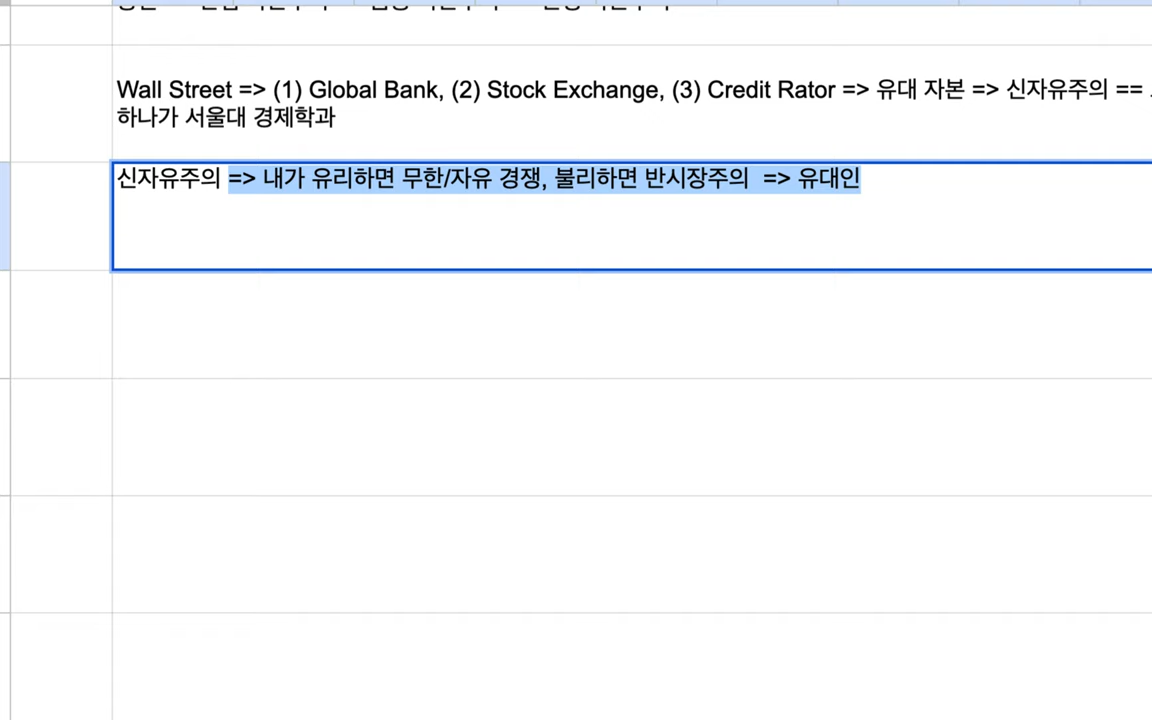 Wall Street => (1) Global Bank, (2) Stock Exchange, (3) Credit Rator => 유대 자본 => 신자유주의 ==
하나가 서울대 경제학과
신자유주의 => 내가 유리하면 무한/자유 경쟁, 불리하면 반시장주의  => 유대인